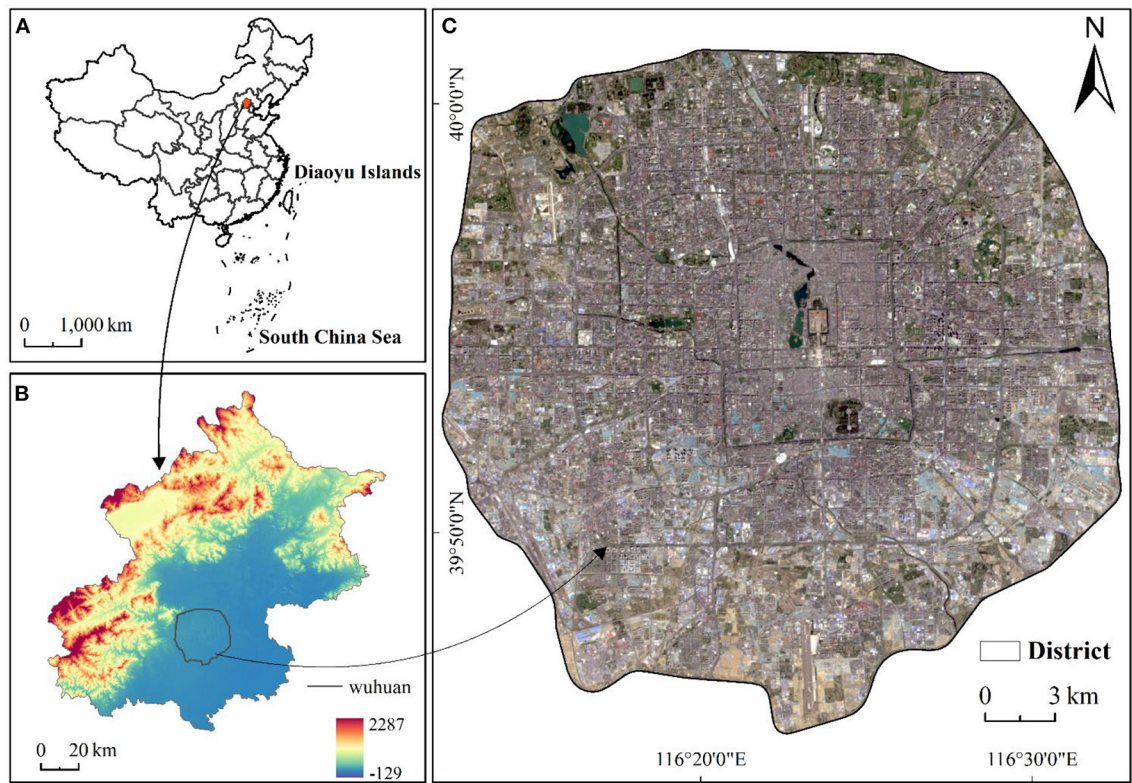 A
Diaoyu Islands
0 1,000 km
South China Sea
B
wuhuan
2287
-129
0 20 km
C
N
40°0'0"N
39°50'0"N
District
0 3 km
116°20'0"E
116°30'0"E